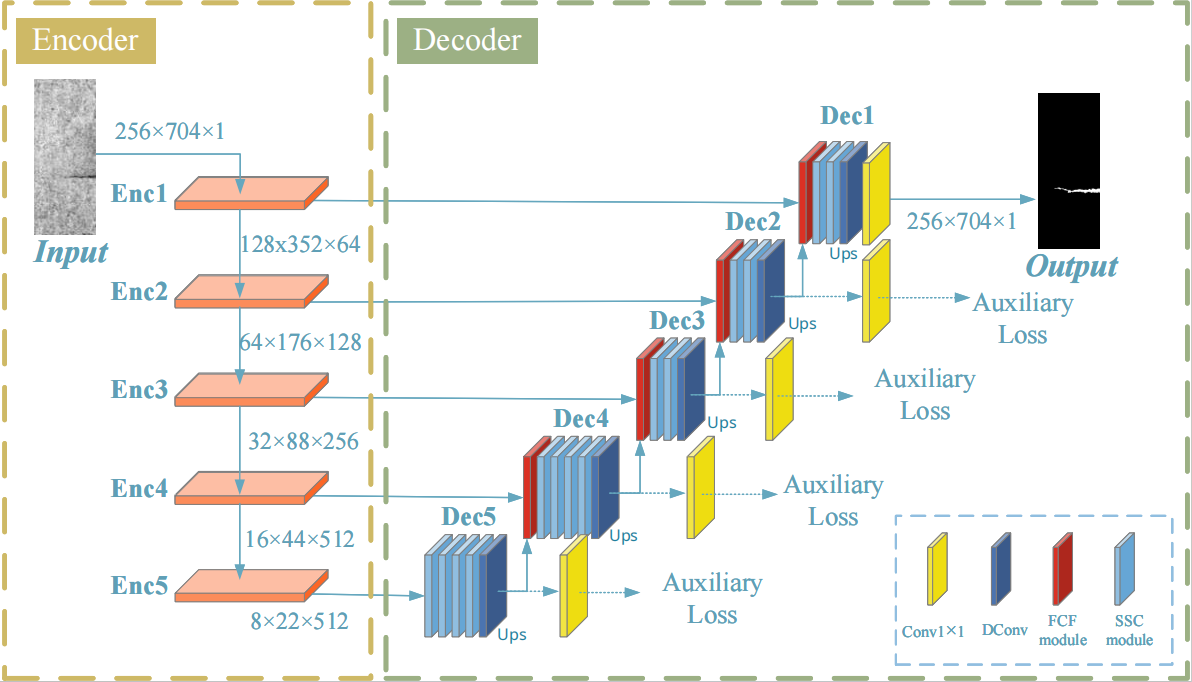 Encoder
Decoder
256×704×1
Enc1
Input
128x352×64
Enc2
64×176×128
Enc3
32×88×256
Enc4
16×44×512
Enc5
8×22×512
Dec1
256×704×1
Output
Ups
Dec2
Auxiliary
Loss
Ups
Dec3
Auxiliary
Loss
Ups
Dec4
Auxiliary
Loss
Ups
Dec5
Auxiliary
Loss
Ups
Conv1×1
DConv
FCF
module
SSC
module